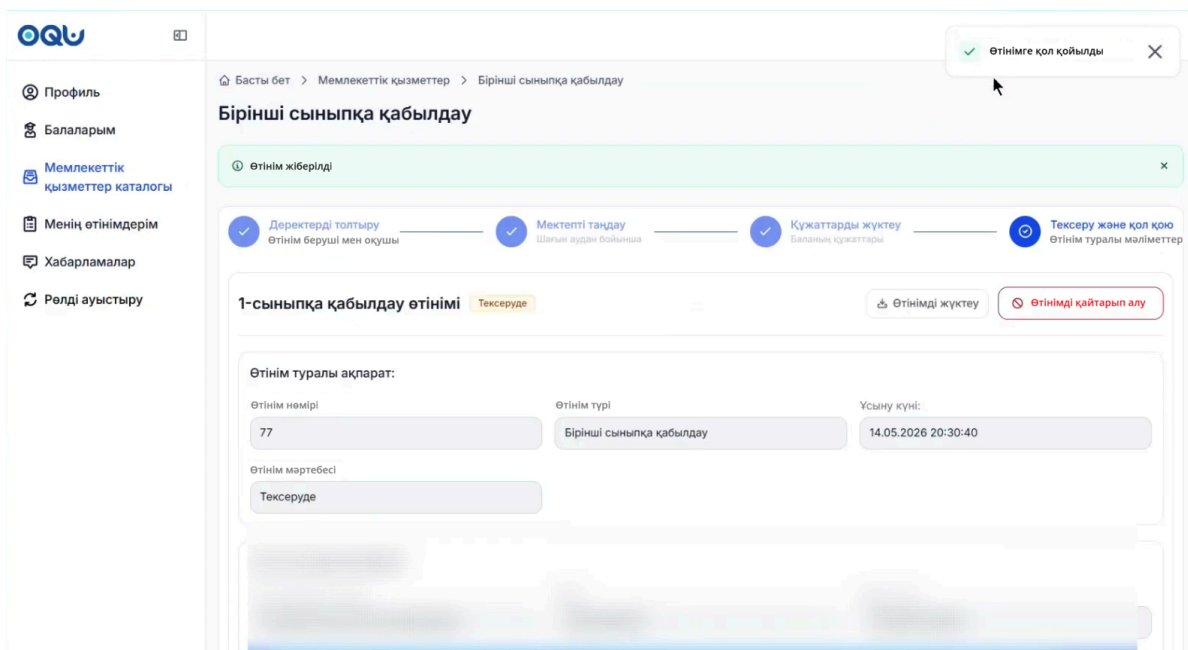 OQU
Өтінімге қол қойылды
Профиль
Балаларым
Мемлекеттік
қызметтер каталогы
Менің өтінімдерім
Хабарламалар
Рөлді ауыстыру
Басты бет > Мемлекеттік қызметтер > Бірінші сыныпқа қабылдау
Бірінші сыныпқа қабылдау
Өтінім жіберілді
Деректерді толтыру
Өтінім беруші мен оқушы
Мектепті таңдау
Шағын аудан бойынша
Құжаттарды жүктеу
Баланың құжаттары
Тексеру және қол қою
Өтінім туралы мәліметтер
1-сыныпқа қабылдау өтінімі Тексеруде
Өтінімді жүктеу
Өтінімді қайтарып алу
Өтінім туралы ақпарат:
Өтінім нөмірі
77
Өтінім түрі
Бірінші сыныпқа қабылдау
Ұсыну күні:
14.05.2026 20:30:40
Өтінім мәртебесі
Тексеруде